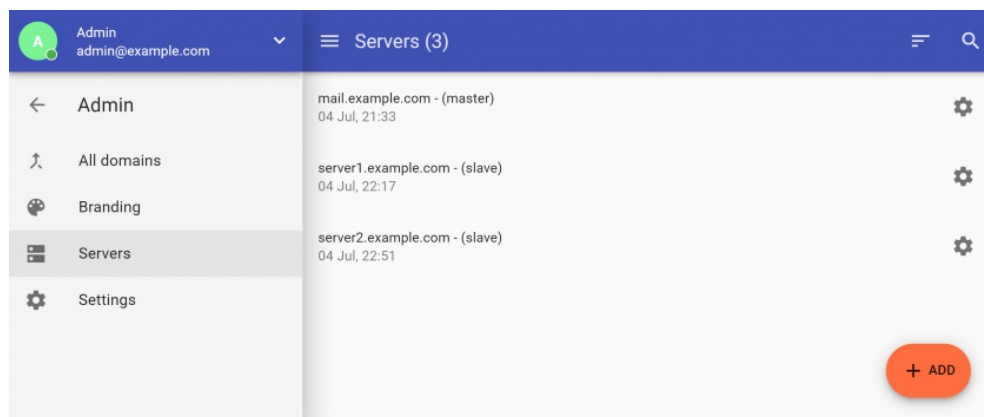 A
Admin
admin@example.com
Admin
All domains
Branding
Servers
Settings
Servers (3)
mail.example.com - (master)
04 Jul, 21:33
server1.example.com - (slave)
04 Jul, 22:17
server2.example.com - (slave)
04 Jul, 22:51
+ ADD